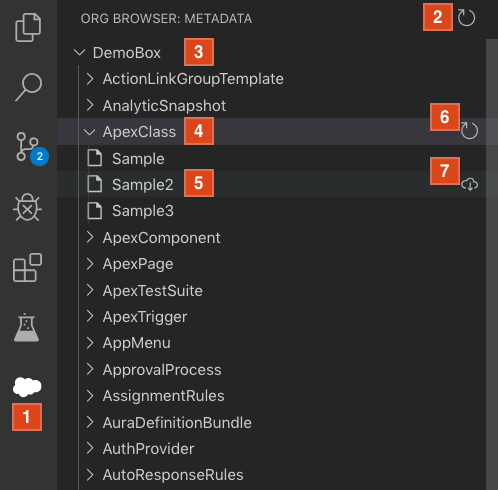 ORG BROWSER: METADATA 2
DemoBox 3
ActionLinkGroupTemplate
AnalyticSnapshot
ApexClass 4 6
2 Sample
Sample2 5 7
Sample3
ApexComponent
ApexPage
ApexTestSuite
ApexTrigger
AppMenu
ApprovalProcess
AssignmentRules
1 AuraDefinitionBundle
AuthProvider
AutoResponseRules